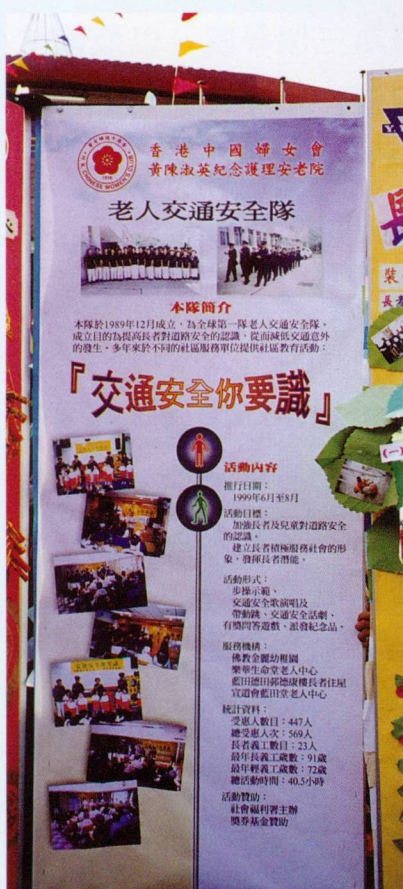 CHINESE WOMEN'S CLUB
香港中國婦女會
黃陳淑英紀念護理安老院
老人交通安全隊
本隊簡介
本隊於1989年12月成立,為全球第一隊老人交通安全隊。
成立目的為提高長者對道路安全的認識,從而減低交通意外
的發生。多年來於不同的社區服務單位提供社區教育活動:
『交通安全你要識』
活動內容
推行日期:
1999年6月至8月
活動目標:
加強長者及兒童對道路安全
的認識。
建立長者積極服務社會的形
象,發揮長者潛能。
活動形式:
步操示範、
交通安全歌演唱及
帶動跳、交通安全話劇、
有獎問答遊戲、派發紀念品。
服務機構:
佛教金麗幼稚園
樂華生命堂老人中心
藍田德田郭德康樓長者住屋
宣道會藍田堂老人中心
統計資料:
受惠人數目:447人
總受惠人次:569人
長者義工數目:23人
最年長義工歲數:91歲
最年輕義工歲數:72歲
總活動時間:40.5小時
活動贊助:
社會福利署主辦
獎券基金贊助
長
裝
長者
(一)